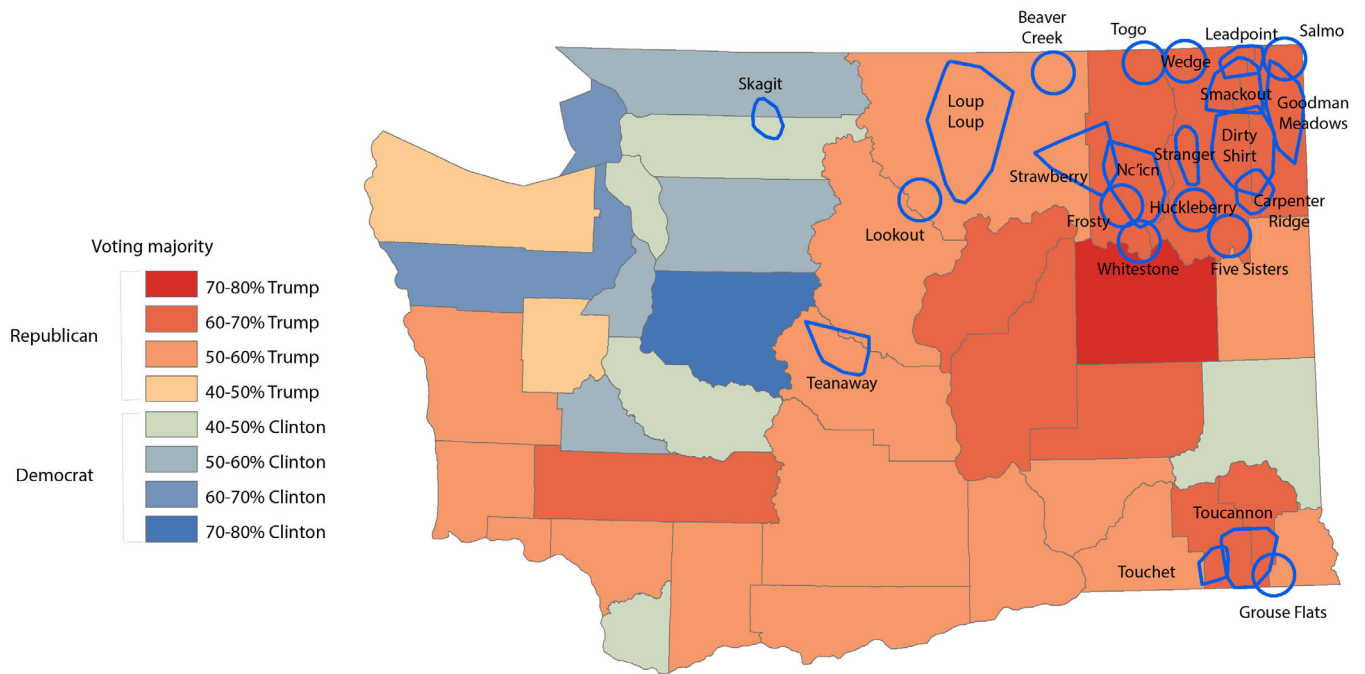 Voting majority
Republican
70-80% Trump
60-70% Trump
50-60% Trump
40-50% Trump
Democrat
40-50% Clinton
50-60% Clinton
60-70% Clinton
70-80% Clinton
Skagit
Beaver
Creek
Togo
Wedge
Leadpoint
Salmo
Loup
Loup
Smackout
Goodman
Meadows
Dirty
Shirt
Stranger
Strawberry
Nc'icn
Lookout
Frosty
Huckleberry
Carpenter
Ridge
Whitestone
Five Sisters
Teanaway
Toucannon
Touchet
Grouse Flats